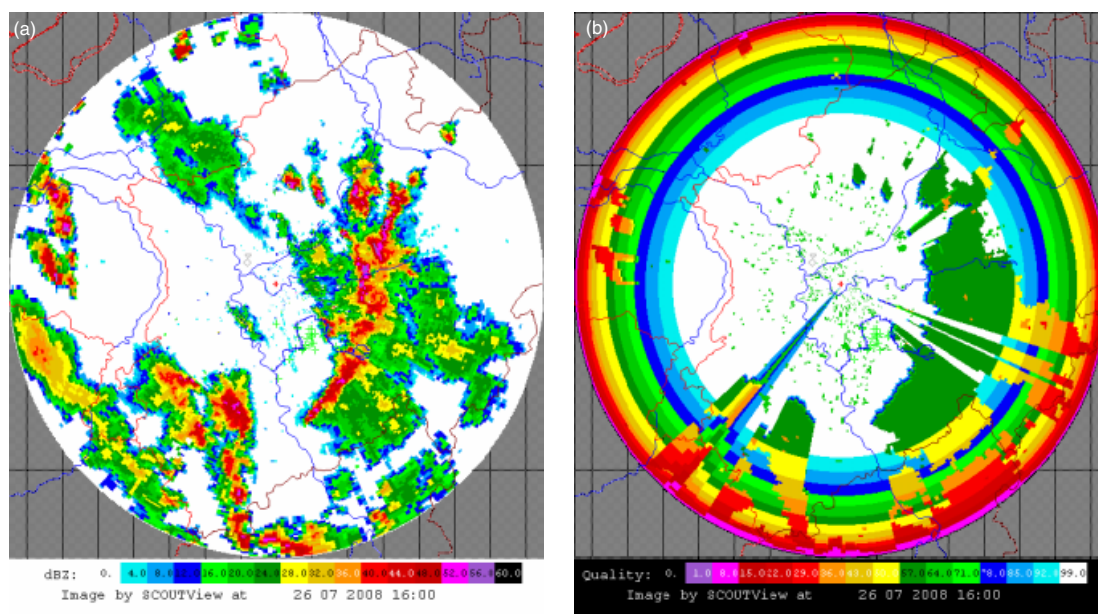 (a)
(b)
dBZ: 0. 4.0 8.0 12.0 16.0 20.0 24.0 28.0 32.0 36.0 40.0 44.0 48.0 52.0 56.0 60.0
Image by SCOUTView at 26 07 2008 16:00
Quality: 0. 1.0 8.0 15.0 22.0 29.0 36.0 43.0 50.0 57.0 64.0 71.0 78.0 85.0 92.0 99.0
Image by SCOUTView at 26 07 2008 16:00